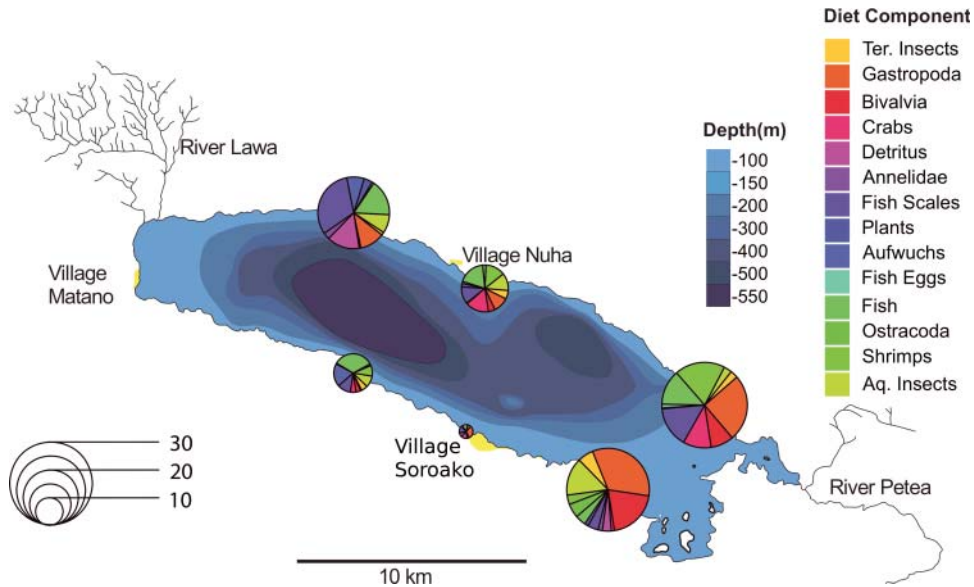 Diet Component
Ter. Insects
Gastropoda
Bivalvia
Crabs
Detritus
Annelidae
Fish Scales
Plants
Aufwuchs
Fish Eggs
Fish
Ostracoda
Shrimps
Aq. Insects
Depth(m)
-100
-150
-200
-300
-400
-500
-550
River Lawa
Village
Matano
Village Nuha
Village
Soroako
River Petea
30
20
10
10 km